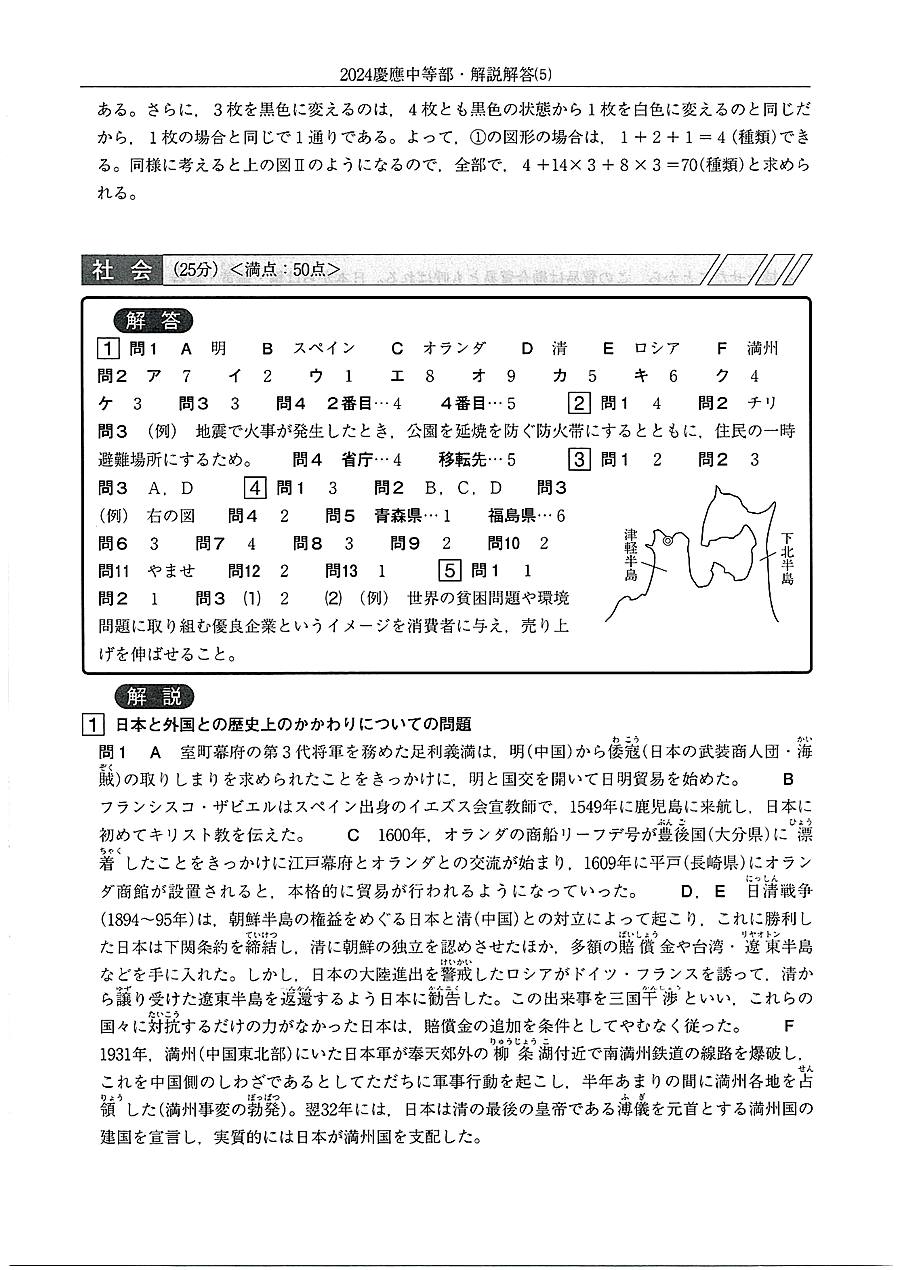 2024慶應中等部・解説解答(5)
ある。さらに，3枚を黒色に変えるのは，4枚とも黒色の状態から1枚を白色に変えるのと同じだ
から，1枚の場合と同じで1通りである。よって，①の図形の場合は，1＋2＋1＝4(種類)でき
る。同様に考えると上の図Ⅱのようになるので，全部で，4＋14×3＋8×3＝70(種類)と求めら
れる。
社会 (25分) ＜満点：50点＞
解答
1 問1 A 明 B スペイン C オランダ D 清 E ロシア F 満州
問2 ア 7 イ 2 ウ 1 エ 8 オ 9 カ 5 キ 6 ク 4
ケ 3 問3 3 問4 2番目…4 4番目…5 2 問1 4 問2 チリ
問3 (例) 地震で火事が発生したとき，公園を延焼を防ぐ防火帯にするとともに，住民の一時
避難場所にするため。 問4 省庁…4 移転先…5 3 問1 2 問2 3
問3 A，D 4 問1 3 問2 B，C，D 問3
(例) 右の図 問4 2 問5 青森県…1 福島県…6
問6 3 問7 4 問8 3 問9 2 問10 2
問11 やませ 問12 2 問13 1 5 問1 1
問2 1 問3 (1) 2 (2) (例) 世界の貧困問題や環境
問題に取り組む優良企業というイメージを消費者に与え，売り上
げを伸ばせること。
津軽半島
下北半島
解説
1 日本と外国との歴史上のかかわりについての問題
問1 A 室町幕府の第3代将軍を務めた足利義満は，明(中国)から倭寇(日本の武装商人団・海
賊)の取りしまりを求められたことをきっかけに，明と国交を開いて日明貿易を始めた。 B
フランシスコ・ザビエルはスペイン出身のイエズス会宣教師で，1549年に鹿児島に来航し，日本に
初めてキリスト教を伝えた。 C 1600年，オランダの商船リーフデ号が豊後国(大分県)に漂
着したことをきっかけに江戸幕府とオランダとの交流が始まり，1609年に平戸(長崎県)にオラン
ダ商館が設置されると，本格的に貿易が行われるようになっていった。 D，E 日清戦争
(1894～95年)は，朝鮮半島の権益をめぐる日本と清(中国)との対立によって起こり，これに勝利し
た日本は下関条約を締結し，清に朝鮮の独立を認めさせたほか，多額の賠償金や台湾・遼東半島
などを手に入れた。しかし，日本の大陸進出を警戒したロシアがドイツ・フランスを誘って，清か
ら譲り受けた遼東半島を返還するよう日本に勧告した。この出来事を三国干渉といい，これらの
国々に対抗するだけの力がなかった日本は，賠償金の追加を条件としてやむなく従った。 F
1931年，満州(中国東北部)にいた日本軍が奉天郊外の柳条湖付近で南満州鉄道の線路を爆破し，
これを中国側のしわざであるとしてただちに軍事行動を起こし，半年あまりの間に満州各地を占
領した(満州事変の勃発)。翌32年には，日本は清の最後の皇帝である溥儀を元首とする満州国の
建国を宣言し，実質的には日本が満州国を支配した。